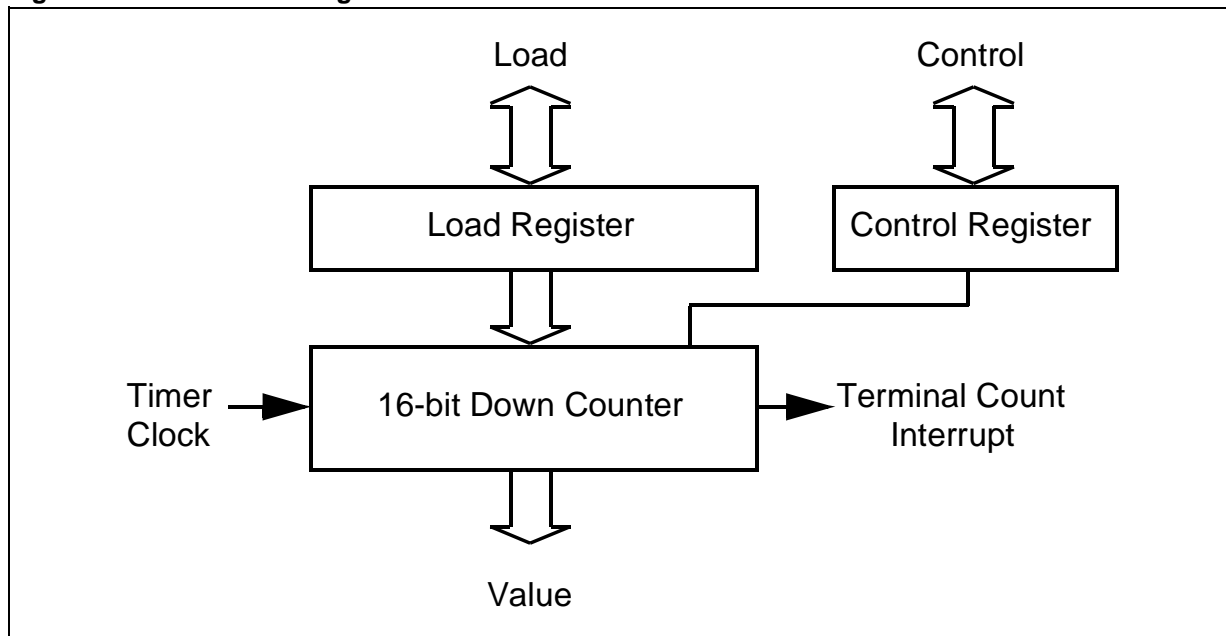 Load
Control
Load Register
Control Register
Timer
Clock
16-bit Down Counter
Terminal Count
Interrupt
Value